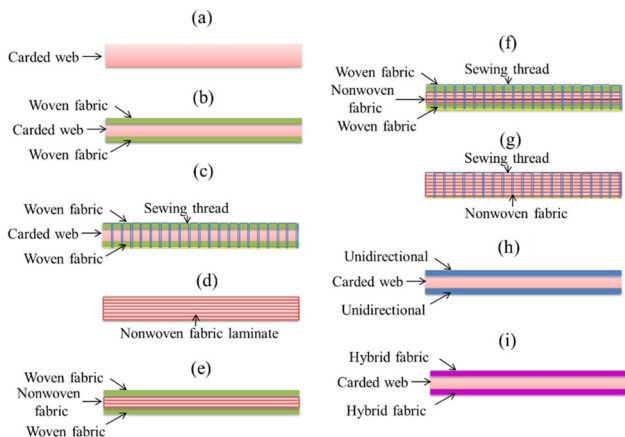 (a)
Carded web
(b)
Woven fabric
Carded web
Woven fabric
(c)
Woven fabric
Sewing thread
Carded web
Woven fabric
(d)
Nonwoven fabric laminate
(e)
Woven fabric
Nonwoven
fabric
Woven fabric
(f)
Woven fabric
Sewing thread
Nonwoven
fabric
Woven fabric
(g)
Sewing thread
Nonwoven fabric
(h)
Unidirectional
Carded web
Unidirectional
(i)
Hybrid fabric
Carded web
Hybrid fabric